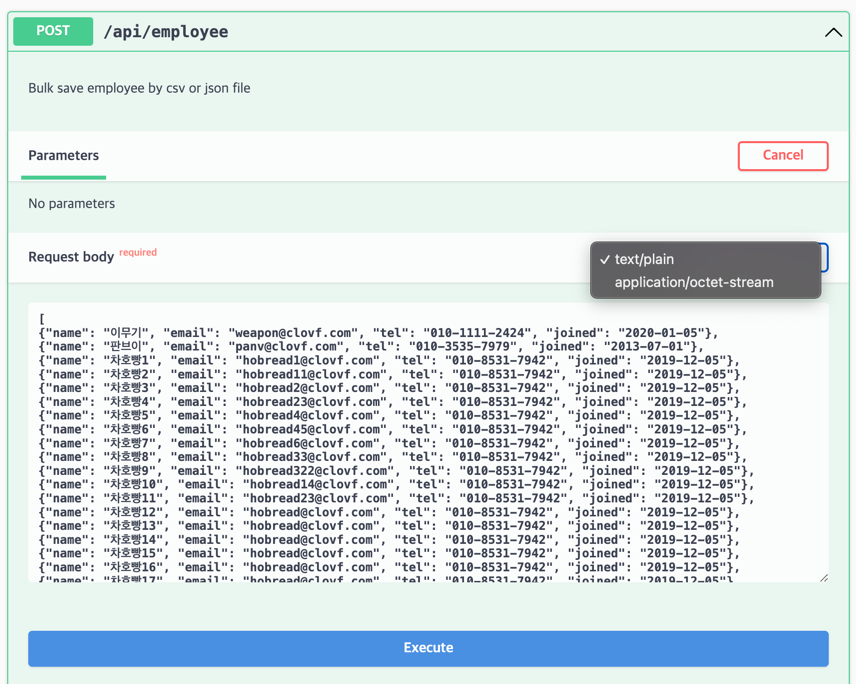 POST /api/employee
Bulk save employee by csv or json file
Parameters
Cancel
No parameters
Request body required
✓ text/plain
application/octet-stream
[
{"name": "이무기", "email": "weapon@clovf.com", "tel": "010-1111-2424", "joined": "2020-01-05"},
{"name": "판브이", "email": "panv@clovf.com", "tel": "010-3535-7979", "joined": "2013-07-01"},
{"name": "차호빵1", "email": "hobread1@clovf.com", "tel": "010-8531-7942", "joined": "2019-12-05"},
{"name": "차호빵2", "email": "hobread11@clovf.com", "tel": "010-8531-7942", "joined": "2019-12-05"},
{"name": "차호빵3", "email": "hobread2@clovf.com", "tel": "010-8531-7942", "joined": "2019-12-05"},
{"name": "차호빵4", "email": "hobread23@clovf.com", "tel": "010-8531-7942", "joined": "2019-12-05"},
{"name": "차호빵5", "email": "hobread4@clovf.com", "tel": "010-8531-7942", "joined": "2019-12-05"},
{"name": "차호빵6", "email": "hobread45@clovf.com", "tel": "010-8531-7942", "joined": "2019-12-05"},
{"name": "차호빵7", "email": "hobread6@clovf.com", "tel": "010-8531-7942", "joined": "2019-12-05"},
{"name": "차호빵8", "email": "hobread33@clovf.com", "tel": "010-8531-7942", "joined": "2019-12-05"},
{"name": "차호빵9", "email": "hobread322@clovf.com", "tel": "010-8531-7942", "joined": "2019-12-05"},
{"name": "차호빵10", "email": "hobread14@clovf.com", "tel": "010-8531-7942", "joined": "2019-12-05"},
{"name": "차호빵11", "email": "hobread23@clovf.com", "tel": "010-8531-7942", "joined": "2019-12-05"},
{"name": "차호빵12", "email": "hobread@clovf.com", "tel": "010-8531-7942", "joined": "2019-12-05"},
{"name": "차호빵13", "email": "hobread@clovf.com", "tel": "010-8531-7942", "joined": "2019-12-05"},
{"name": "차호빵14", "email": "hobread@clovf.com", "tel": "010-8531-7942", "joined": "2019-12-05"},
{"name": "차호빵15", "email": "hobread@clovf.com", "tel": "010-8531-7942", "joined": "2019-12-05"},
{"name": "차호빵16", "email": "hobread@clovf.com", "tel": "010-8531-7942", "joined": "2019-12-05"},
{"name": "차호빵17", "email": "hobread@clovf.com", "tel": "010-8531-7942", "joined": "2019-12-05"},
Execute